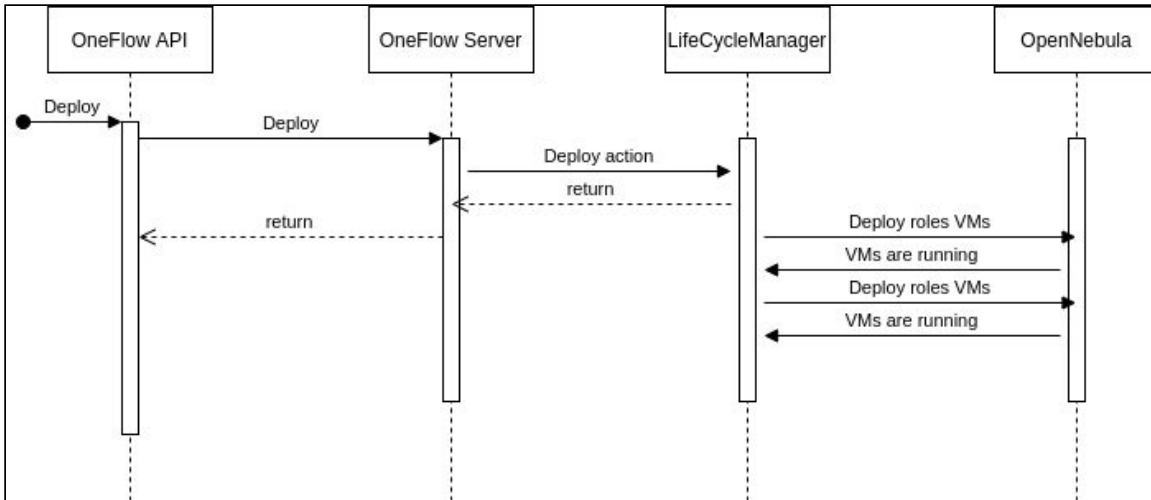 OneFlow API
OneFlow Server
LifeCycleManager
OpenNebula
Deploy
Deploy
Deploy action
return
return
Deploy roles VMs
VMs are running
Deploy roles VMs
VMs are running